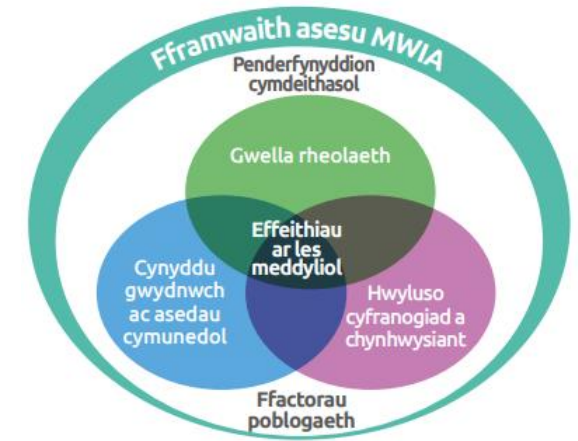 Fframwaith asesu MWIA
Penderfynyddion
cymdeithasol
Gwella rheolaeth
Effeithiau
ar les
meddyliol
Cynyddu
gwydnwch
ac asedau
cymunedol
Hwyluso
cyfranogiad a
chynhwysiant
Ffactorau
poblogaeth